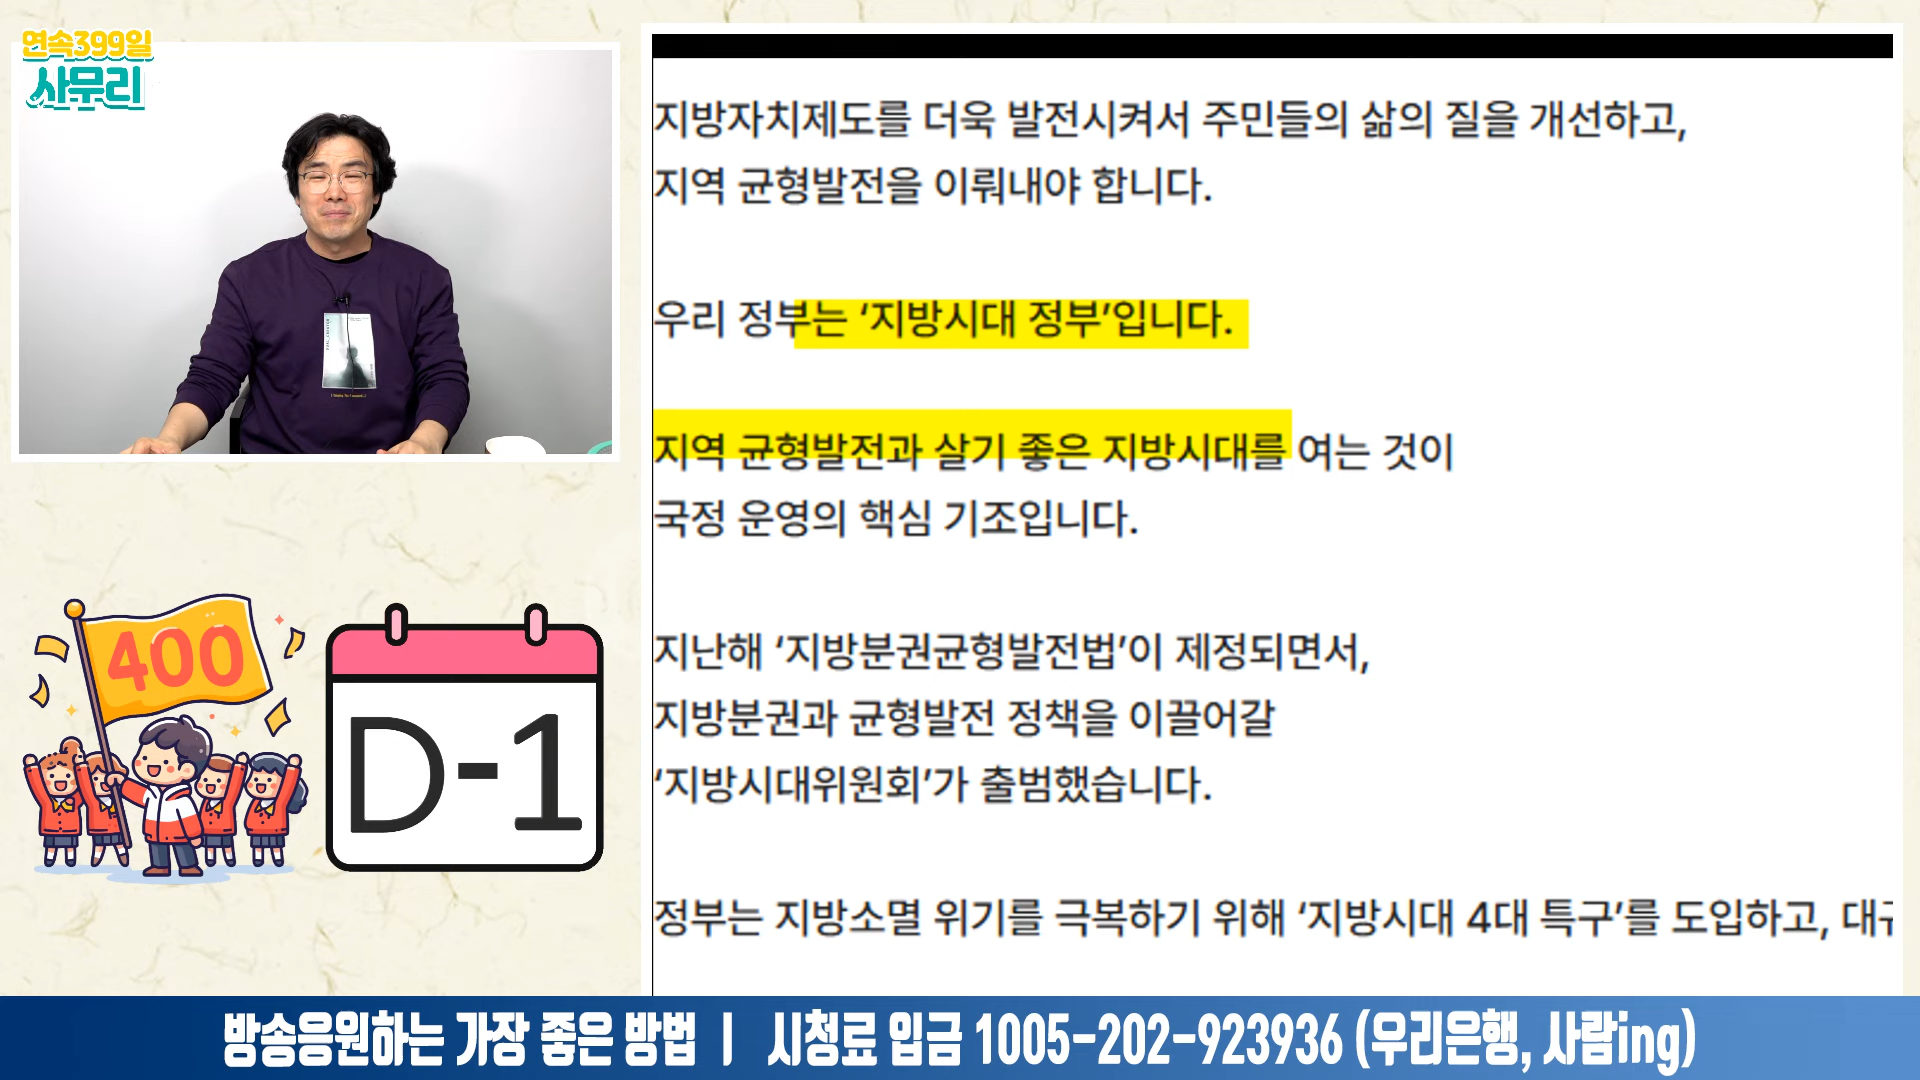 연속399일
사무리
지방자치제도를 더욱 발전시켜서 주민들의 삶의 질을 개선하고,
지역 균형발전을 이뤄내야 합니다.
우리 정부는 ‘지방시대 정부’입니다.
지역 균형발전과 살기 좋은 지방시대를 여는 것이
국정 운영의 핵심 기조입니다.
지난해 ‘지방분권균형발전법’이 제정되면서,
지방분권과 균형발전 정책을 이끌어갈
‘지방시대위원회’가 출범했습니다.
정부는 지방소멸 위기를 극복하기 위해 ‘지방시대 4대 특구’를 도입하고,
400
D-1
방송응원하는 가장 좋은 방법 | 시청료 입금 1005-202-923936 (우리은행, 사람ing)